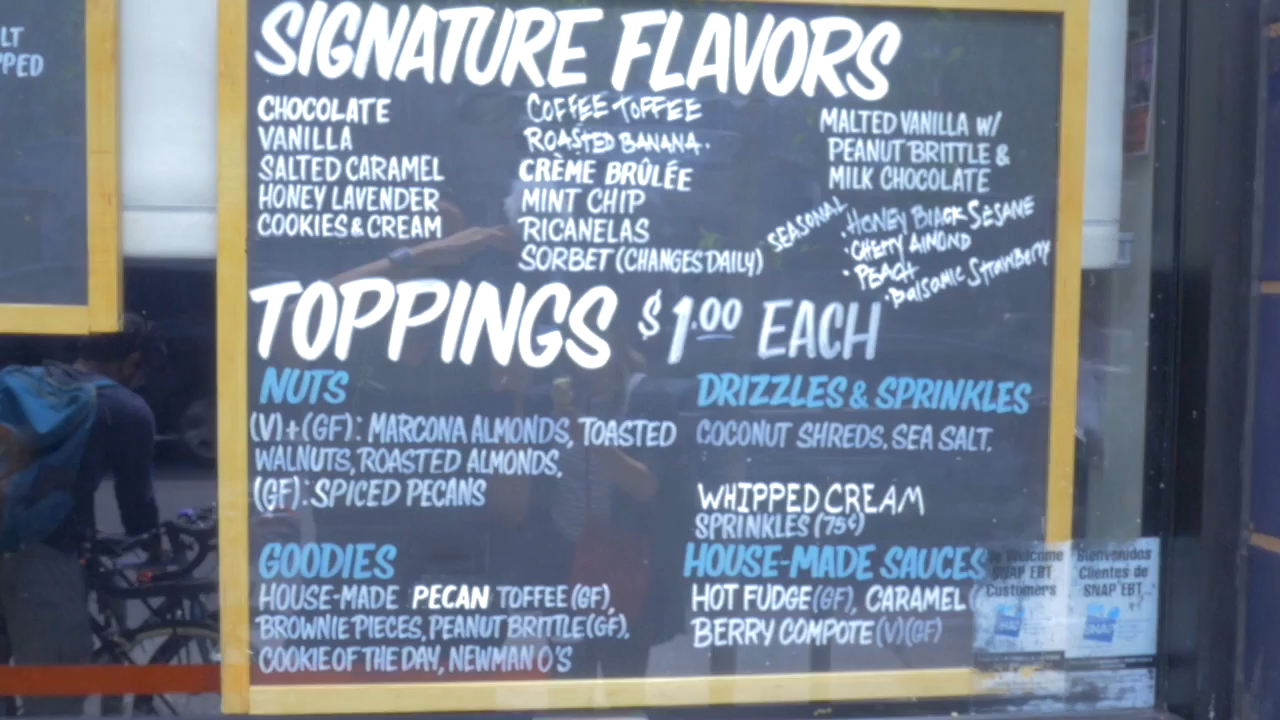 LT
PPED
SIGNATURE FLAVORS
CHOCOLATE
VANILLA
SALTED CARAMEL
HONEY LAVENDER
COOKIES & CREAM
COFFEE TOFFEE
ROASTED BANANA.
CRÈME BRÛLÉE
MINT CHIP
RICANELAS
SORBET (CHANGES DAILY)
MALTED VANILLA W/
PEANUT BRITTLE &
MILK CHOCOLATE
SEASONAL
· HONEY BLACK SESAME
· CHERRY ALMOND
· PEACH
· Balsamic Strawberry
TOPPINGS $1.00 EACH
NUTS
(V)+(GF): MARCONA ALMONDS, TOASTED
WALNUTS, ROASTED ALMONDS,
(GF): SPICED PECANS
DRIZZLES & SPRINKLES
COCONUT SHREDS, SEA SALT,
WHIPPED CREAM
SPRINKLES (75¢)
GOODIES
HOUSE-MADE PECAN TOFFEE (GF),
BROWNIE PIECES, PEANUT BRITTLE (GF),
COOKIE OF THE DAY, NEWMAN O'S
HOUSE-MADE SAUCES
HOT FUDGE (GF), CARAMEL (
BERRY COMPOTE (V)(GF)
We Welcome
SNAP EBT
Customers
Bienvenidos
Clientes de
SNAP EBT